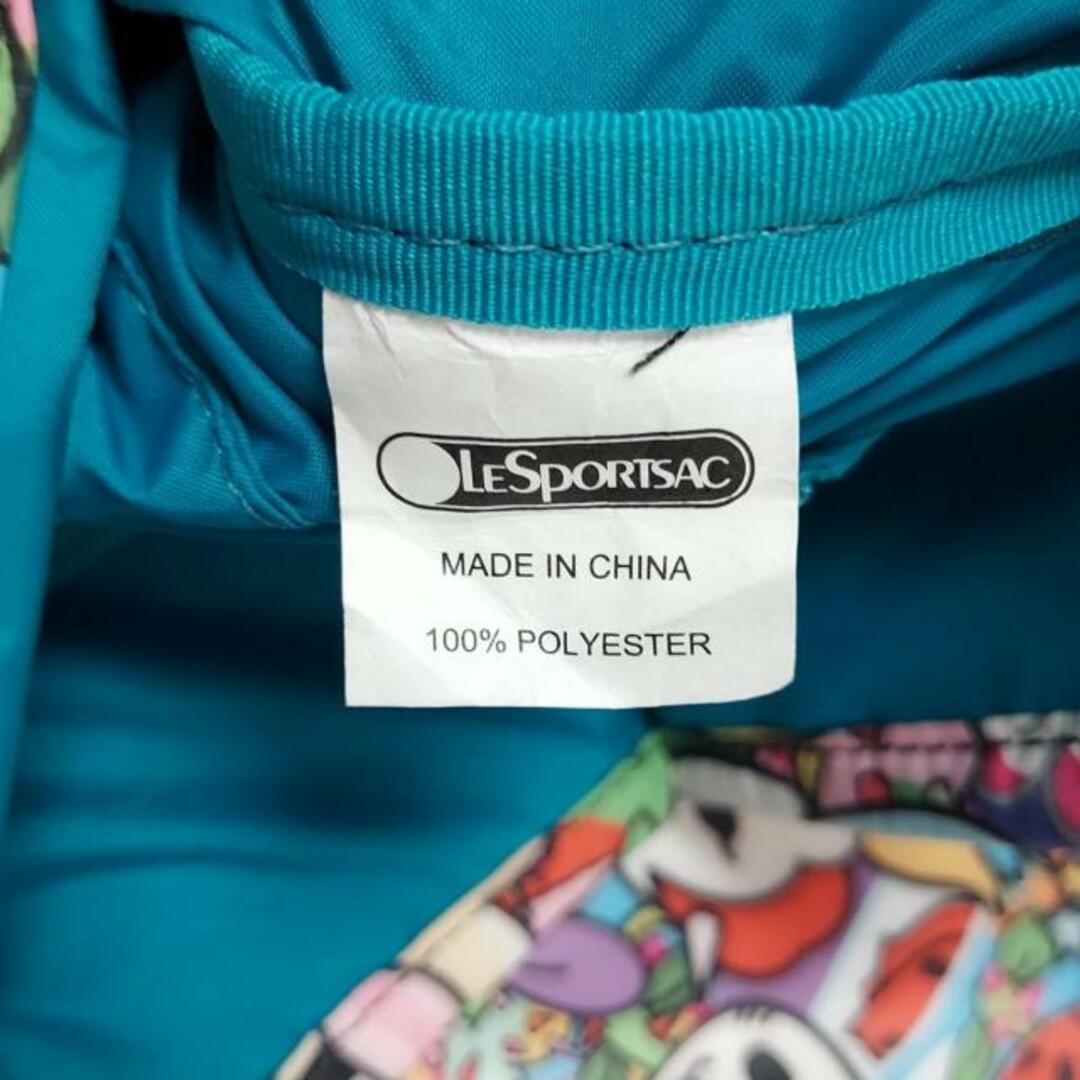 LESPORTSAC
MADE IN CHINA
100% POLYESTER